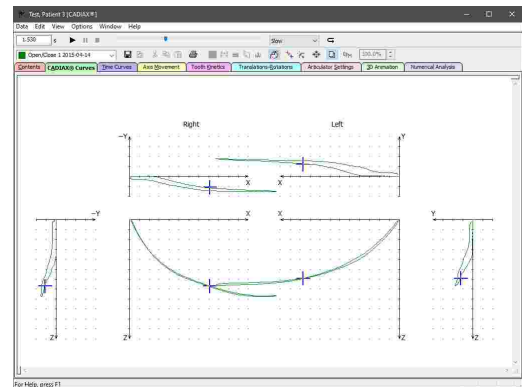 Test, Patient 3 [CADIAX®]
Data Edit View Options Window Help
1.530 s Slow
Open/Close 1 2015-04-14 100.0%
Contents CADIAX® Curves Time Curves Axis Movement Tooth Kinetics Translations-Rotations Articulator Settings 3D Animation Numerical Analysis
Right Left
−Y Y
X X
−Y X X Y
Z Z Z Z
For Help, press F1